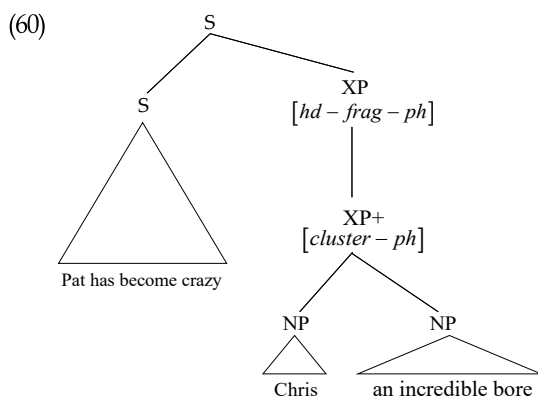 (60)
S
S
XP
[hd – frag – ph]
XP+
[cluster – ph]
Pat has become crazy
NP
NP
Chris
an incredible bore